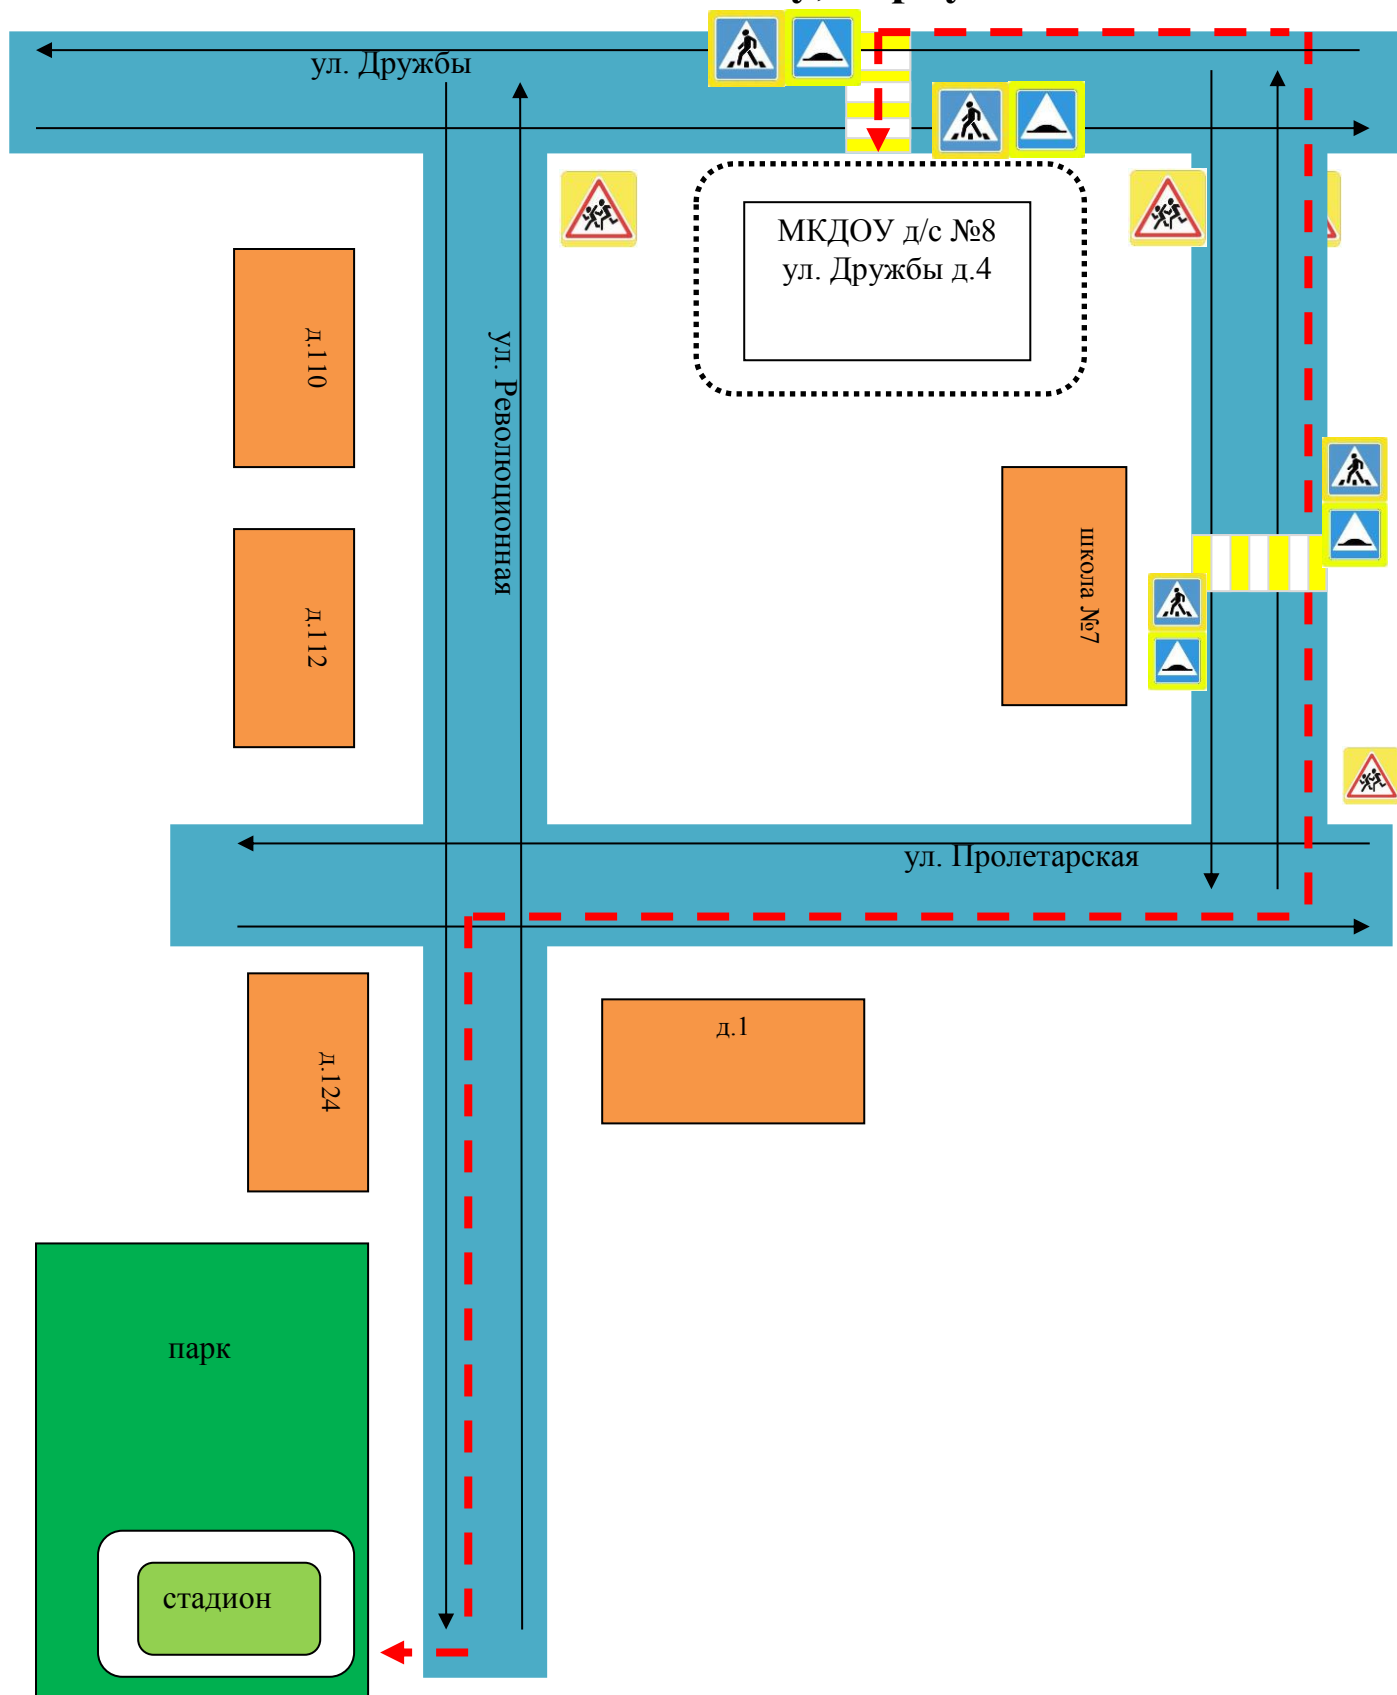 ул. Дружбы
МКДОУ д/с №8
ул. Дружбы д.4
д.110
ул. Революционная
школа №7
д.112
ул. Пролетарская
д.1
д.124
парк
стадион